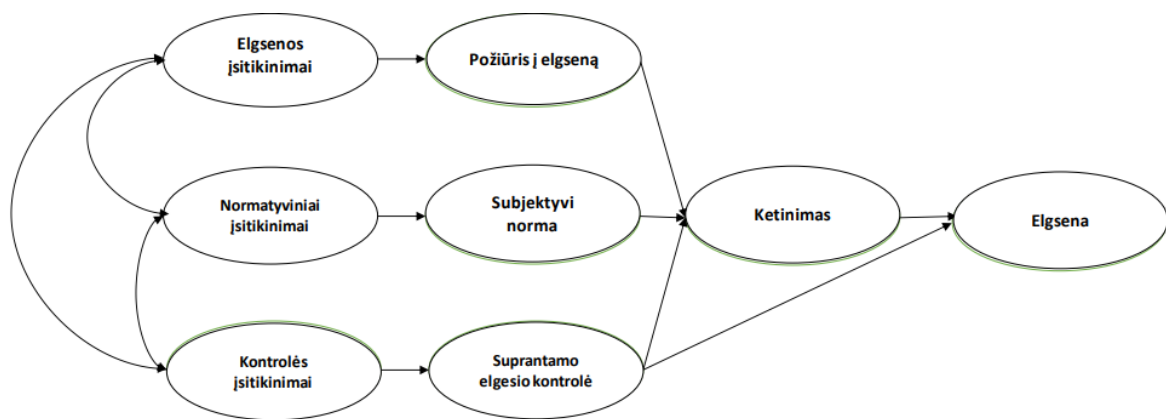 Elgsenos
įsitikinimai
Požiūris į elgseną
Normatyviniai
įsitikinimai
Subjektyvi
norma
Ketinimas
Elgsena
Kontrolės
įsitikinimai
Suprantamo
elgesio kontrolė